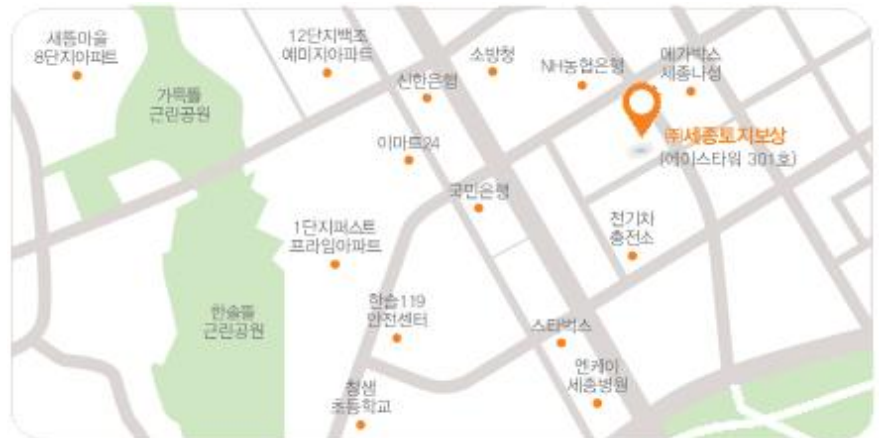 새뜸마을
8단지아파트
12단지백조
예미지아파트
소방청
NH농협은행
메가박스
세종나성
신한은행
가득뜰
근린공원
이마트24
㈜세종토지보상
(에이스타워 301호)
국민은행
1단지퍼스트
프라임아파트
전기차
충전소
한솔뜰
근린공원
한솔119
안전센터
스타벅스
엔케이
세종병원
참샘
초등학교